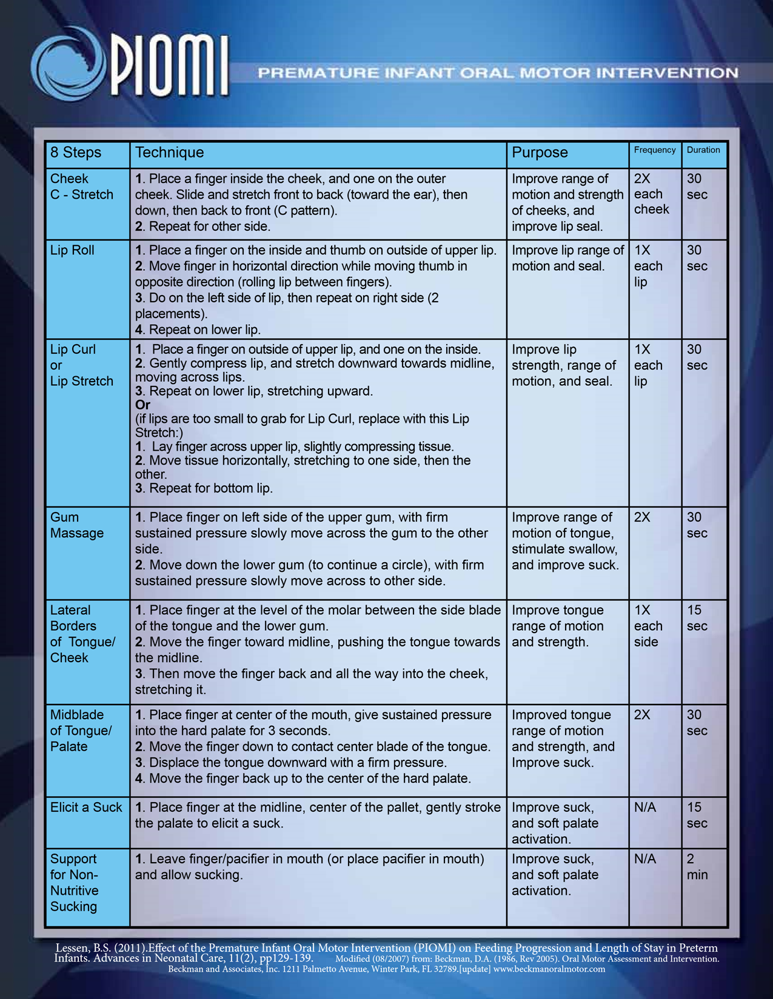 PIOMI
PREMATURE INFANT ORAL MOTOR INTERVENTION
8 Steps
Technique
Purpose
Frequency
Duration
Cheek
C - Stretch
1. Place a finger inside the cheek, and one on the outer
cheek. Slide and stretch front to back (toward the ear), then
down, then back to front (C pattern).
2. Repeat for other side.
Improve range of
motion and strength
of cheeks, and
improve lip seal.
2X
each
cheek
30
sec
Lip Roll
1. Place a finger on the inside and thumb on outside of upper lip.
2. Move finger in horizontal direction while moving thumb in
opposite direction (rolling lip between fingers).
3. Do on the left side of lip, then repeat on right side (2
placements).
4. Repeat on lower lip.
Improve lip range of
motion and seal.
1X
each
lip
30
sec
Lip Curl
or
Lip Stretch
1. Place a finger on outside of upper lip, and one on the inside.
2. Gently compress lip, and stretch downward towards midline,
moving across lips.
3. Repeat on lower lip, stretching upward.
Or
(if lips are too small to grab for Lip Curl, replace with this Lip
Stretch:)
1. Lay finger across upper lip, slightly compressing tissue.
2. Move tissue horizontally, stretching to one side, then the
other.
3. Repeat for bottom lip.
Improve lip
strength, range of
motion, and seal.
1X
each
lip
30
sec
Gum
Massage
1. Place finger on left side of the upper gum, with firm
sustained pressure slowly move across the gum to the other
side.
2. Move down the lower gum (to continue a circle), with firm
sustained pressure slowly move across to other side.
Improve range of
motion of tongue,
stimulate swallow,
and improve suck.
2X
30
sec
Lateral
Borders
of Tongue/
Cheek
1. Place finger at the level of the molar between the side blade
of the tongue and the lower gum.
2. Move the finger toward midline, pushing the tongue towards
the midline.
3. Then move the finger back and all the way into the cheek,
stretching it.
Improve tongue
range of motion
and strength.
1X
each
side
15
sec
Midblade
of Tongue/
Palate
1. Place finger at center of the mouth, give sustained pressure
into the hard palate for 3 seconds.
2. Move the finger down to contact center blade of the tongue.
3. Displace the tongue downward with a firm pressure.
4. Move the finger back up to the center of the hard palate.
Improved tongue
range of motion
and strength, and
Improve suck.
2X
30
sec
Elicit a Suck
1. Place finger at the midline, center of the pallet, gently stroke
the palate to elicit a suck.
Improve suck,
and soft palate
activation.
N/A
15
sec
Support
for Non-
Nutritive
Sucking
1. Leave finger/pacifier in mouth (or place pacifier in mouth)
and allow sucking.
Improve suck,
and soft palate
activation.
N/A
2
min
Lessen, B.S. (2011).Effect of the Premature Infant Oral Motor Intervention (PIOMI) on Feeding Progression and Length of Stay in Preterm
Infants. Advances in Neonatal Care, 11(2), pp129-139. Modified (08/2007) from: Beckman, D.A. (1986, Rev 2005). Oral Motor Assessment and Intervention.
Beckman and Associates, Inc. 1211 Palmetto Avenue, Winter Park, FL 32789.[update] www.beckmanoralmotor.com